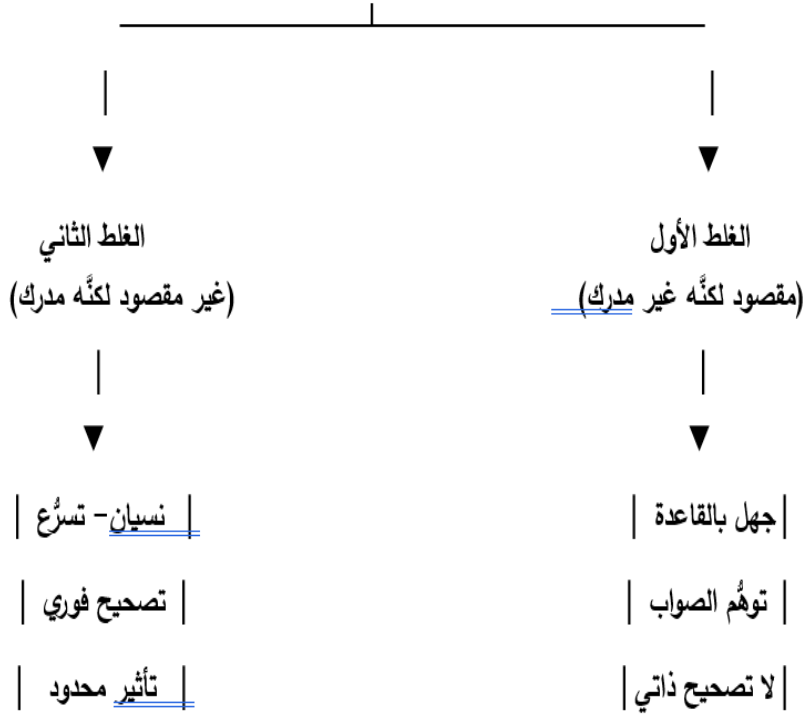 الغلط الأول
(مقصود لكنَّه غير مدرك)
| جهل بالقاعدة |
| توهُّم الصواب |
| لا تصحيح ذاتي |
الغلط الثاني
(غير مقصود لكنَّه مدرك)
| نسيان – تسرُّع |
| تصحيح فوري |
| تأثير محدود |